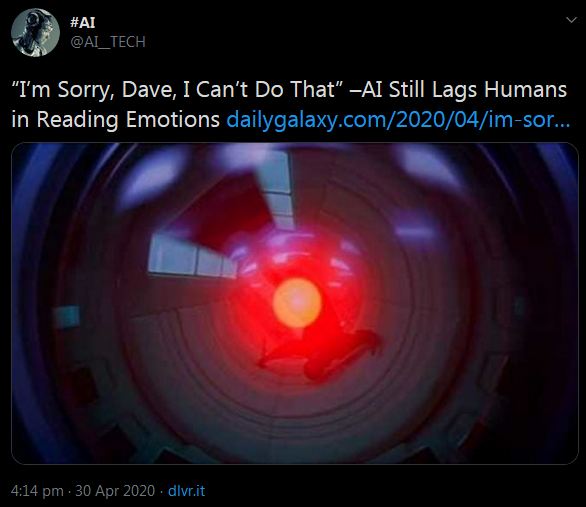 #AI
@AI__TECH
“I’m Sorry, Dave, I Can’t Do That” –AI Still Lags Humans
in Reading Emotions dailygalaxy.com/2020/04/im-sor...
4:14 pm · 30 Apr 2020 · dlvr.it